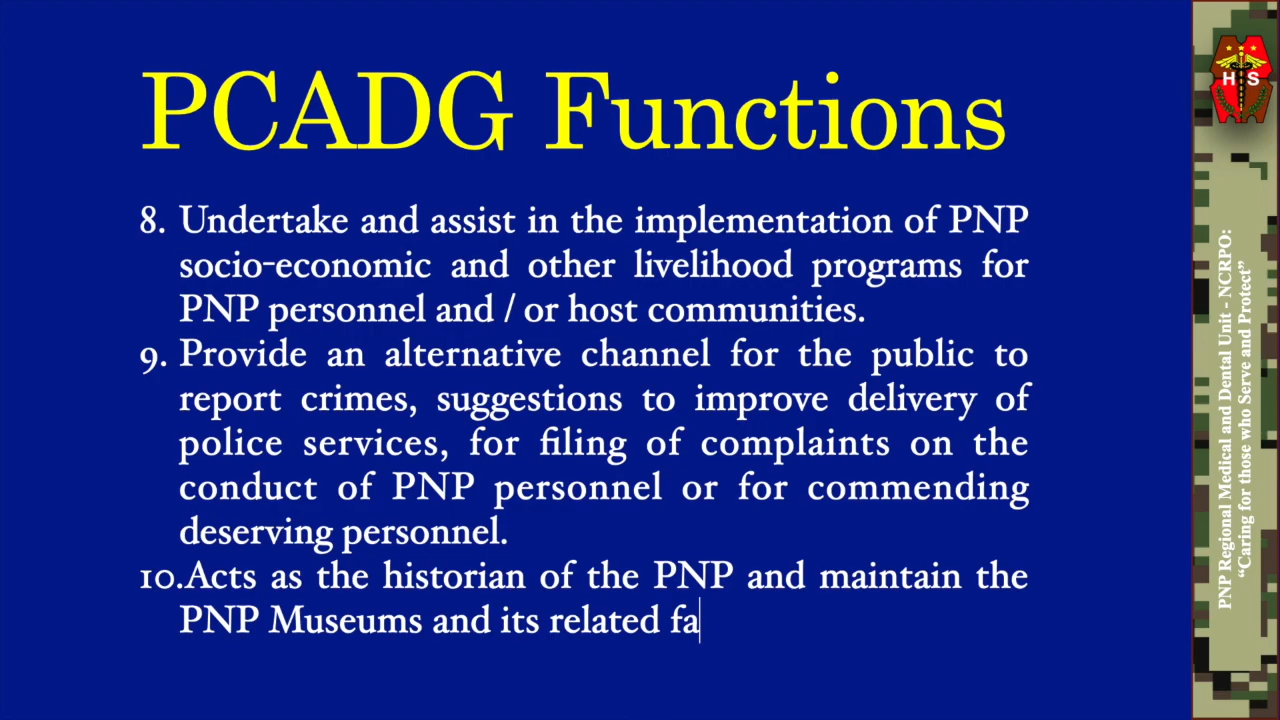 PCADG Functions
8. Undertake and assist in the implementation of PNP
socio-economic and other livelihood programs for
PNP personnel and / or host communities.
9. Provide an alternative channel for the public to
report crimes, suggestions to improve delivery of
police services, for filing of complaints on the
conduct of PNP personnel or for commending
deserving personnel.
10.Acts as the historian of the PNP and maintain the
PNP Museums and its related fa
H S
PNP Regional Medical and Dental Unit - NCRPO:
“Caring for those who Serve and Protect”